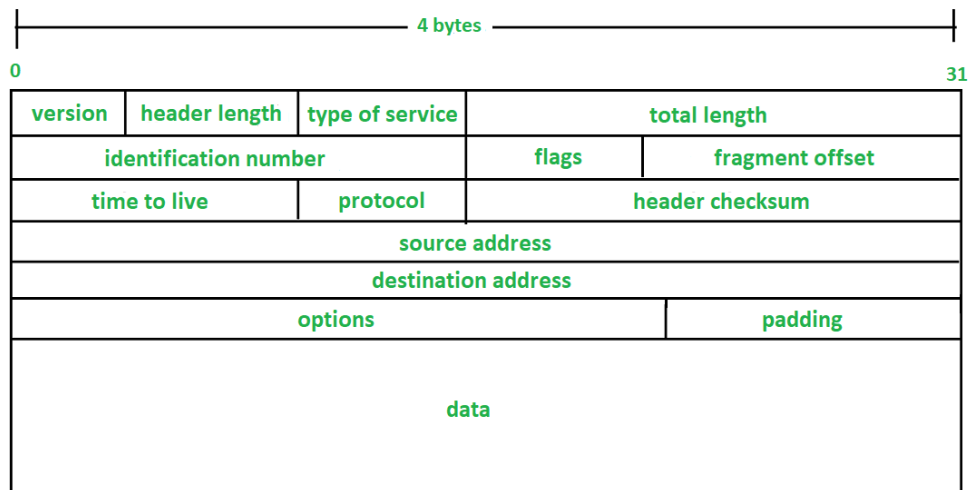 4 bytes
0 31
version header length type of service total length
identification number flags fragment offset
time to live protocol header checksum
source address
destination address
options padding
data